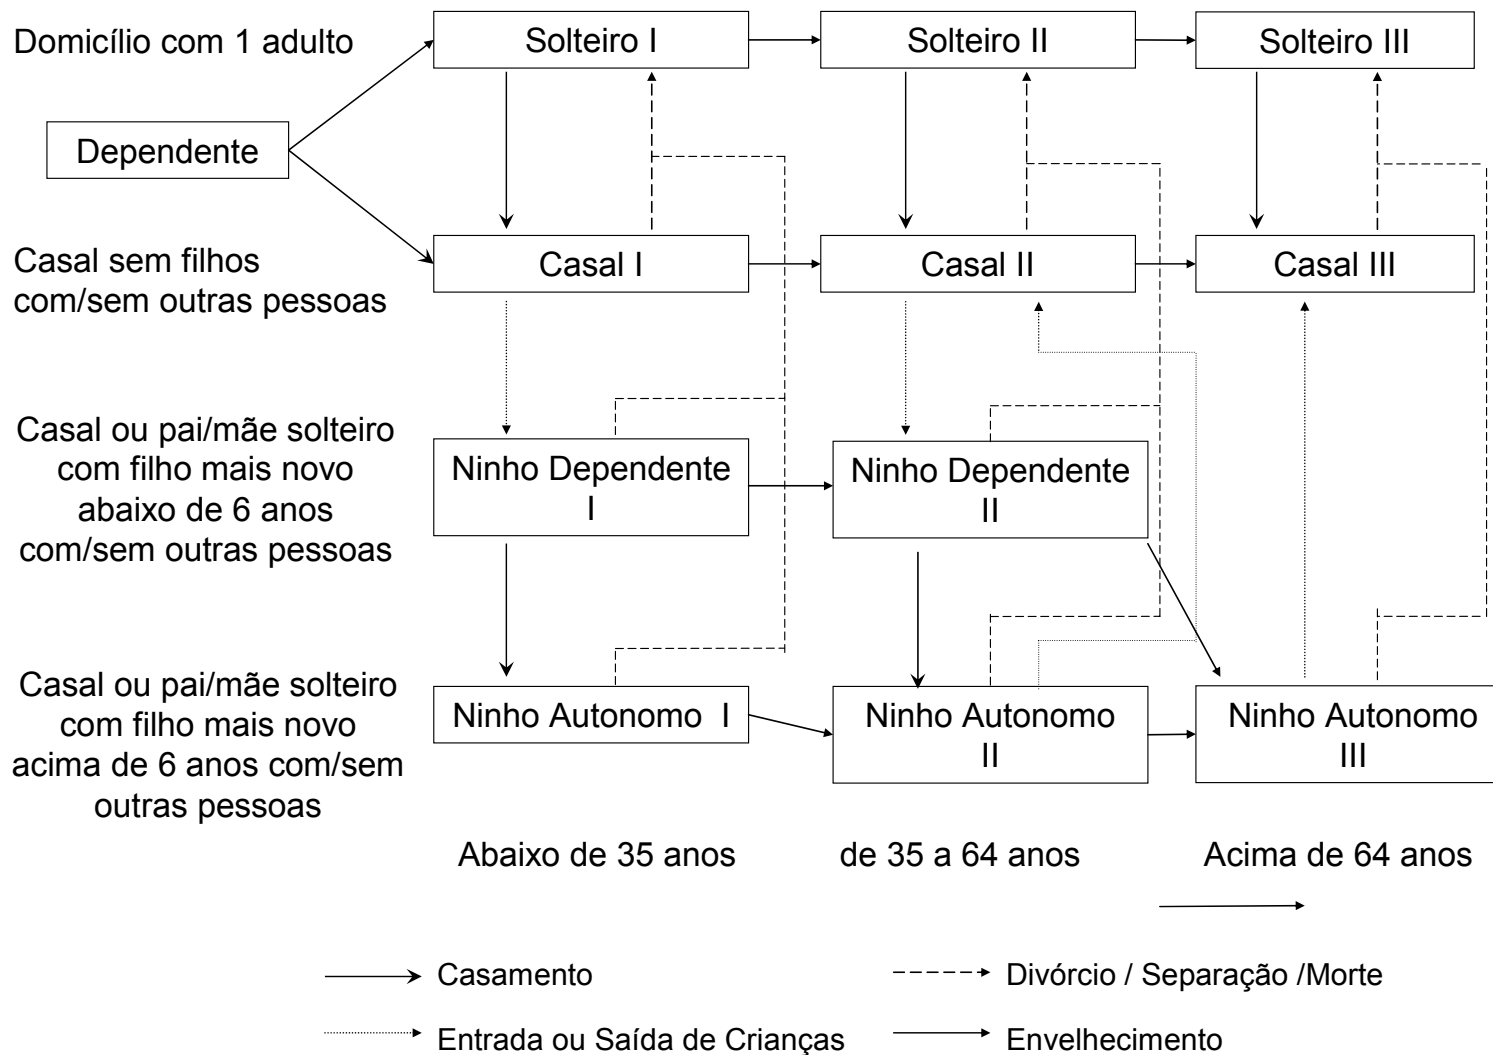 Domicílio com 1 adulto
Solteiro I
Solteiro II
Solteiro III
Dependente
Casal sem filhos
com/sem outras pessoas
Casal I
Casal II
Casal III
Casal ou pai/mãe solteiro
com filho mais novo
abaixo de 6 anos
com/sem outras pessoas
Ninho Dependente
I
Ninho Dependente
II
Casal ou pai/mãe solteiro
com filho mais novo
acima de 6 anos com/sem
outras pessoas
Ninho Autonomo I
Ninho Autonomo
II
Ninho Autonomo
III
Abaixo de 35 anos
de 35 a 64 anos
Acima de 64 anos
Casamento
Divórcio / Separação /Morte
Entrada ou Saída de Crianças
Envelhecimento